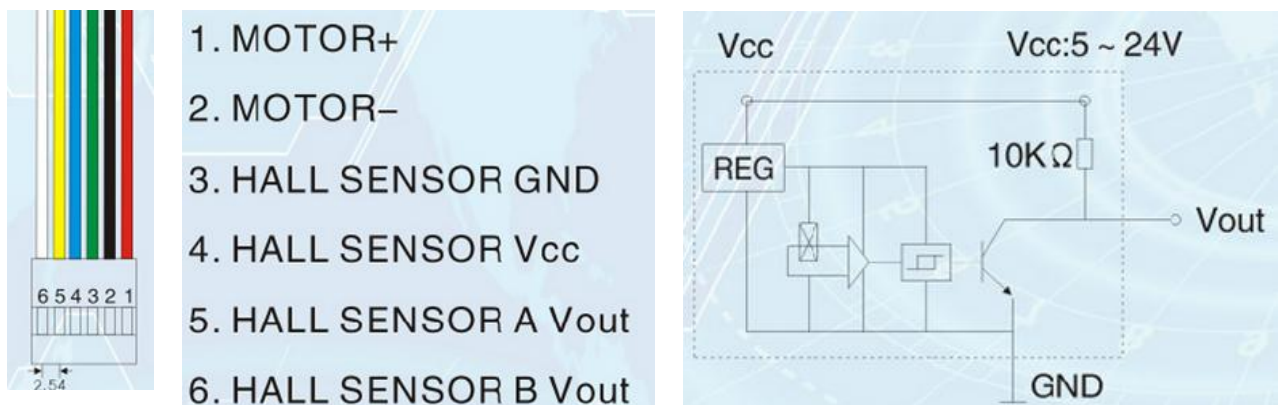 6 5 4 3 2 1
2.54
1. MOTOR+
2. MOTOR–
3. HALL SENSOR GND
4. HALL SENSOR Vcc
5. HALL SENSOR A Vout
6. HALL SENSOR B Vout
Vcc
Vcc:5 ~ 24V
REG
10KΩ
Vout
GND